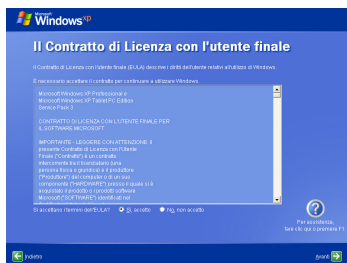 Microsoft
Windows xp
Il Contratto di Licenza con l'utente finale
Il Contratto di Licenza con l'utente finale (EULA) descrive i diritti dell'utente relativi all'utilizzo di Windows.
È necessario accettare il contratto per continuare a utilizzare Windows.
Microsoft Windows XP Professional e
Microsoft Windows XP Tablet PC Edition
Service Pack 3
CONTRATTO DI LICENZA CON L'UTENTE FINALE PER
IL SOFTWARE MICROSOFT
IMPORTANTE - LEGGERE CON ATTENZIONE: Il
presente Contratto di Licenza con l'Utente
Finale ("Contratto") è un contratto
intercorrente tra il licenziatario (una
persona fisica o giuridica) e il produttore
("Produttore") del computer o di un suo
componente ("HARDWARE") presso il quale si è
acquistato il prodotto o i prodotti software
Microsoft ("SOFTWARE") identificati nel
Si accettano i termini dell'EULA?
Sì, accetto
No, non accetto
Per assistenza,
fare clic qui o premere F1
Indietro
Avanti